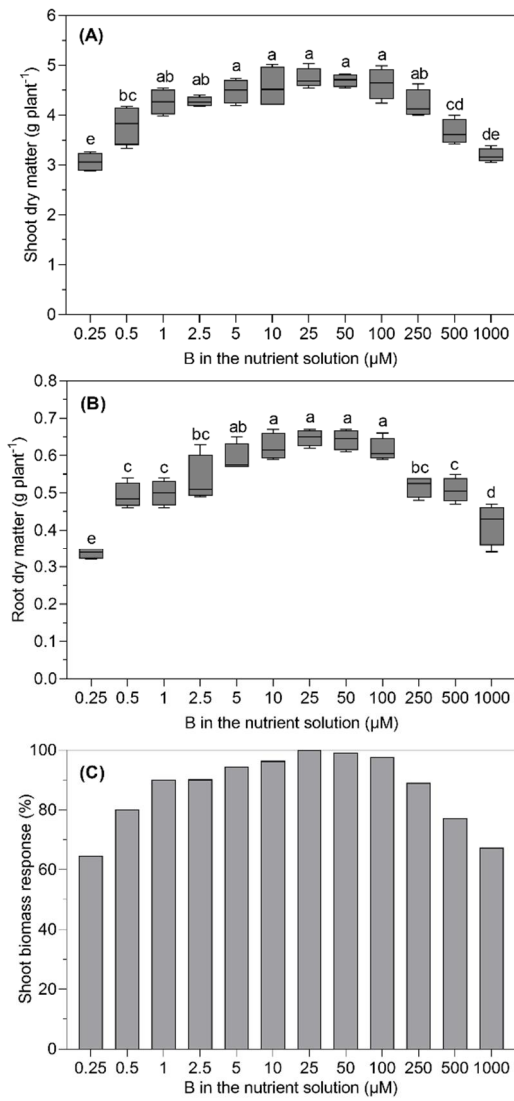 (A)
Shoot dry matter (g plant⁻¹)
6
5
4
3
2
1
0
e
bc
ab
ab
a
a
a
a
a
ab
cd
de
0.25 0.5 1 2.5 5 10 25 50 100 250 500 1000
B in the nutrient solution (µM)
(B)
Root dry matter (g plant⁻¹)
0.8
0.7
0.6
0.5
0.4
0.3
0.2
0.1
0.0
e
c
c
bc
ab
a
a
a
a
bc
c
d
0.25 0.5 1 2.5 5 10 25 50 100 250 500 1000
B in the nutrient solution (µM)
(C)
Shoot biomass response (%)
100
80
60
40
20
0
0.25 0.5 1 2.5 5 10 25 50 100 250 500 1000
B in the nutrient solution (µM)